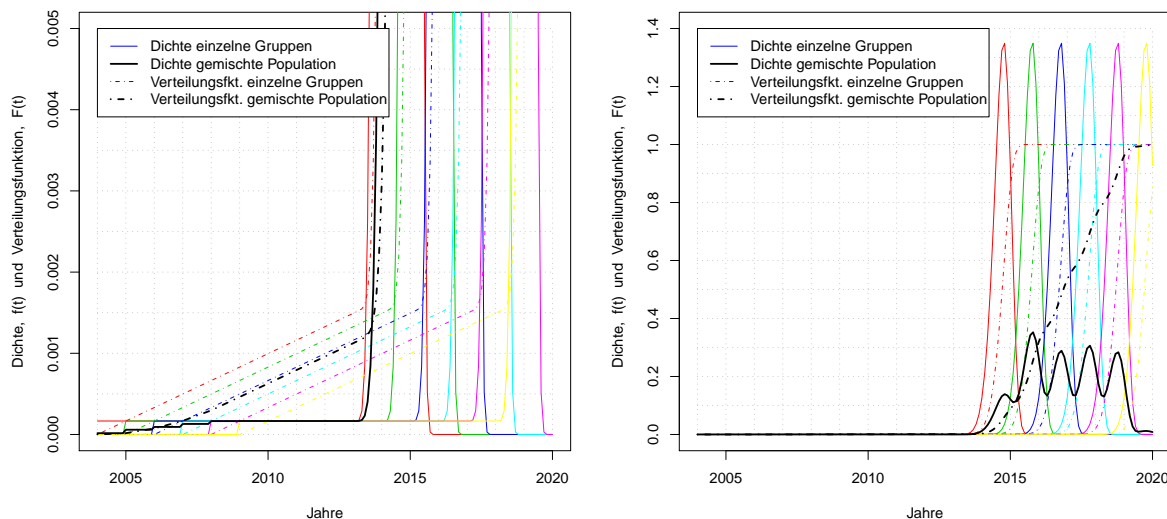 Dichte einzelne Gruppen
Dichte gemischte Population
Verteilungsfkt. einzelne Gruppen
Verteilungsfkt. gemischte Population
Dichte, f(t) und Verteilungsfunktion, F(t)
0.005
0.004
0.003
0.002
0.001
0.000
2005
2010
2015
2020
Jahre
Dichte einzelne Gruppen
Dichte gemischte Population
Verteilungsfkt. einzelne Gruppen
Verteilungsfkt. gemischte Population
Dichte, f(t) und Verteilungsfunktion, F(t)
1.4
1.2
1.0
0.8
0.6
0.4
0.2
0.0
2005
2010
2015
2020
Jahre